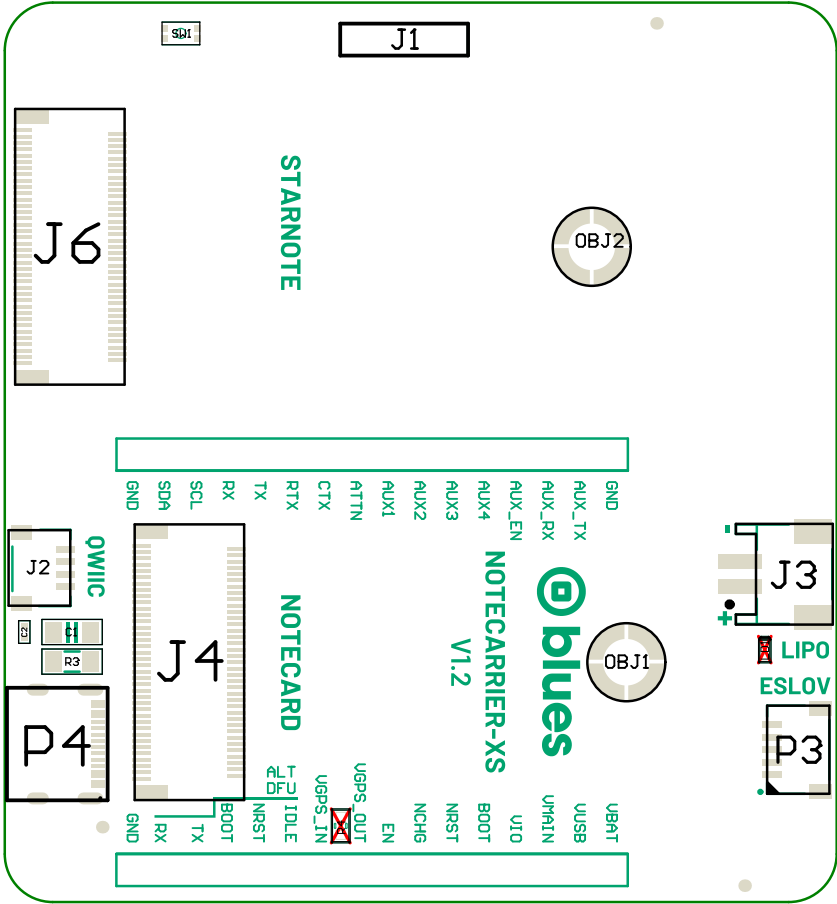 SW1
J1
STARNOTE
J6
OBJ2
GND
SDA
SCL
RX
TX
RTX
CTX
ATTN
AUX1
AUX2
AUX3
AUX4
AUX_EN
AUX_RX
AUX_TX
GND
J2
QWIIC
C2
C1
R3
P4
J4
NOTECARD
NOTECARRIER-XS
V1.2
blues
OBJ1
-
J3
+
LIPO
ESLOV
P3
ALT
DFU
GND
RX
TX
BOOT
NRST
IDLE
VGPS_IN
VGPS_OUT
EN
NCHG
NRST
BOOT
VIO
VMAIN
VUSB
VBAT